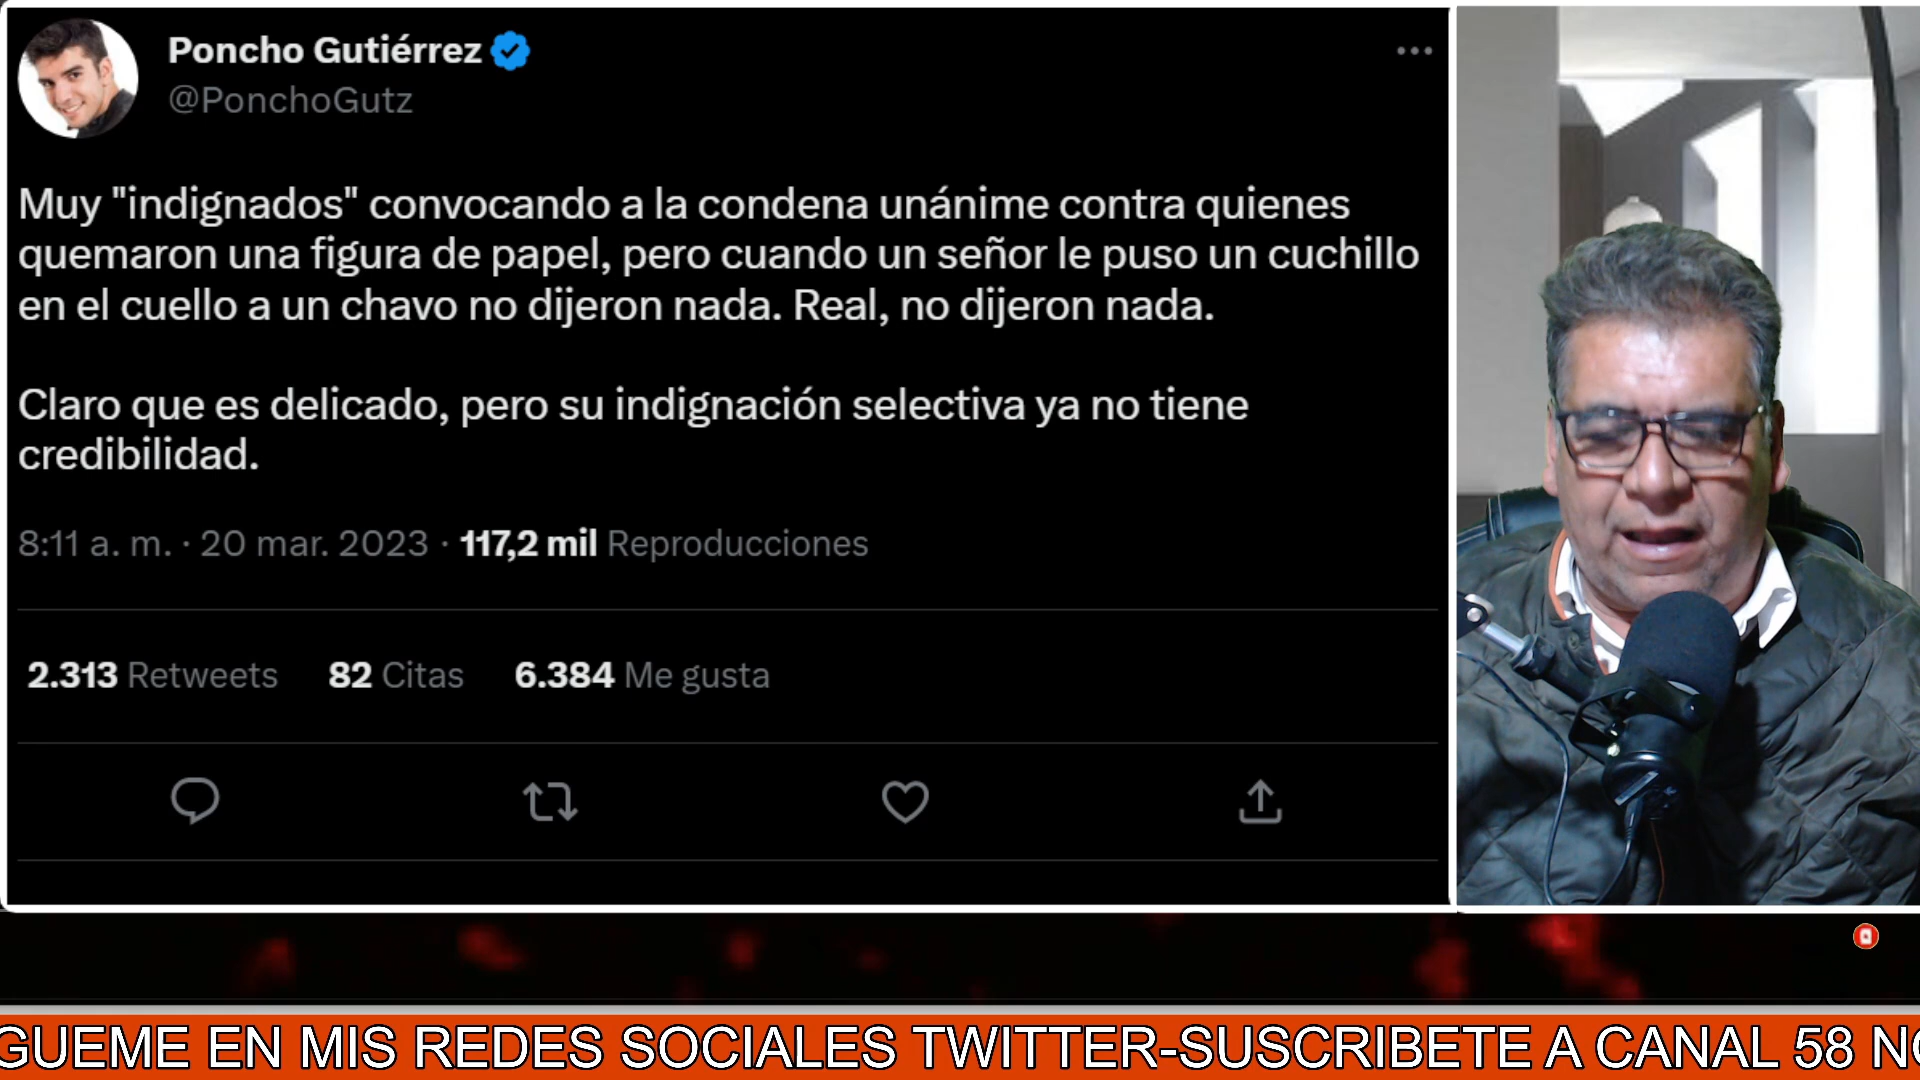 Poncho Gutiérrez
@PonchoGutz
Muy "indignados" convocando a la condena unánime contra quienes
quemaron una figura de papel, pero cuando un señor le puso un cuchillo
en el cuello a un chavo no dijeron nada. Real, no dijeron nada.
Claro que es delicado, pero su indignación selectiva ya no tiene
credibilidad.
8:11 a. m. · 20 mar. 2023 · 117,2 mil Reproducciones
2.313 Retweets 82 Citas 6.384 Me gusta
GUEME EN MIS REDES SOCIALES TWITTER-SUSCRIBETE A CANAL 58